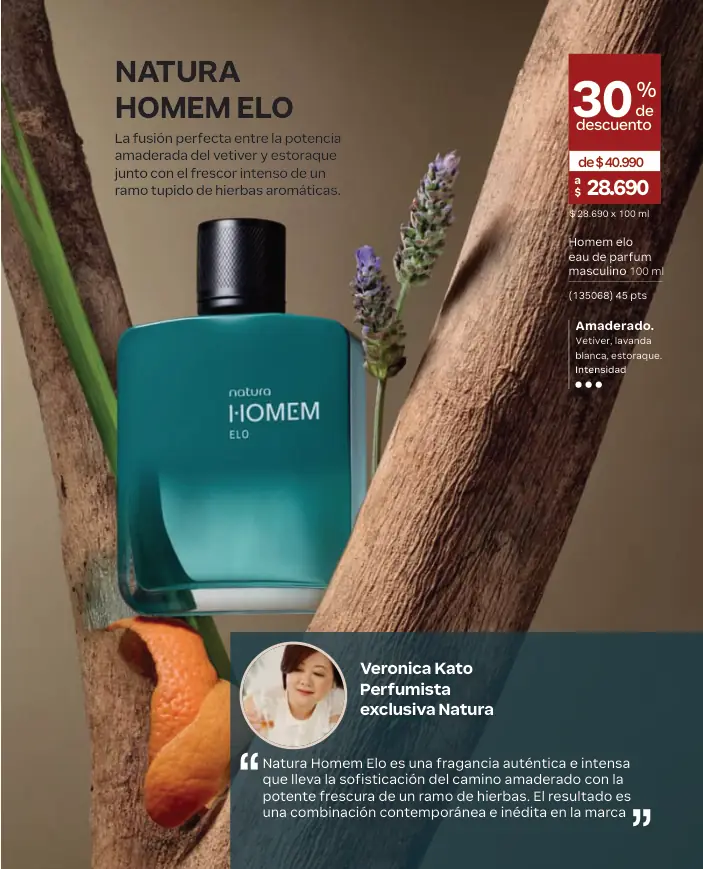 NATURA
HOMEM ELO
La fusión perfecta entre la potencia
amaderada del vetiver y estoraque
junto con el frescor intenso de un
ramo tupido de hierbas aromáticas.
30%
de
descuento
de $ 40.990
a
$ 28.690
$ 28.690 x 100 ml
Homem elo
eau de parfum
masculino 100 ml
(135068) 45 pts
Amaderado.
Vetiver, lavanda
blanca, estoraque.
Intensidad
natura
HOMEM
ELO
Veronica Kato
Perfumista
exclusiva Natura
“ Natura Homem Elo es una fragancia auténtica e intensa
que lleva la sofisticación del camino amaderado con la
potente frescura de un ramo de hierbas. El resultado es
una combinación contemporánea e inédita en la marca ”